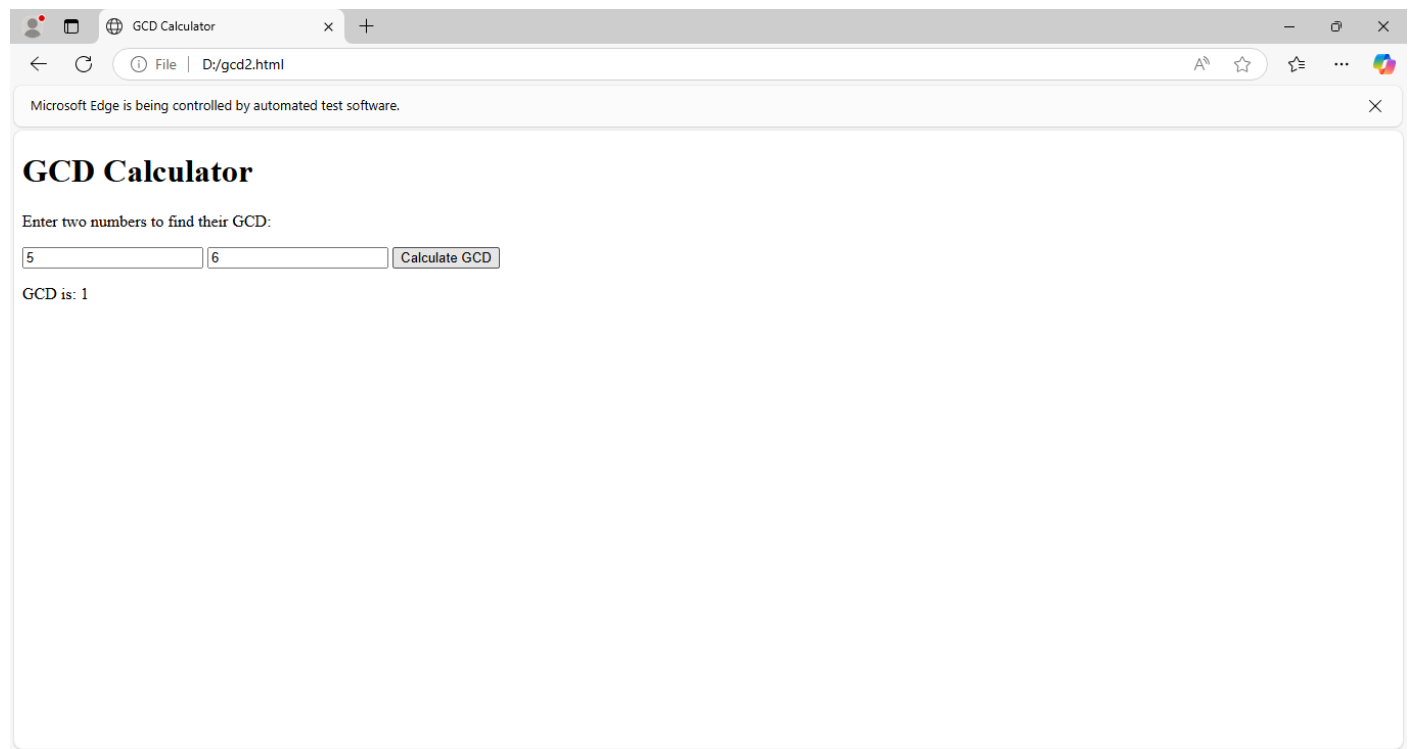 GCD Calculator
File | D:/gcd2.html
Microsoft Edge is being controlled by automated test software.
GCD Calculator
Enter two numbers to find their GCD:
5 6 Calculate GCD
GCD is: 1